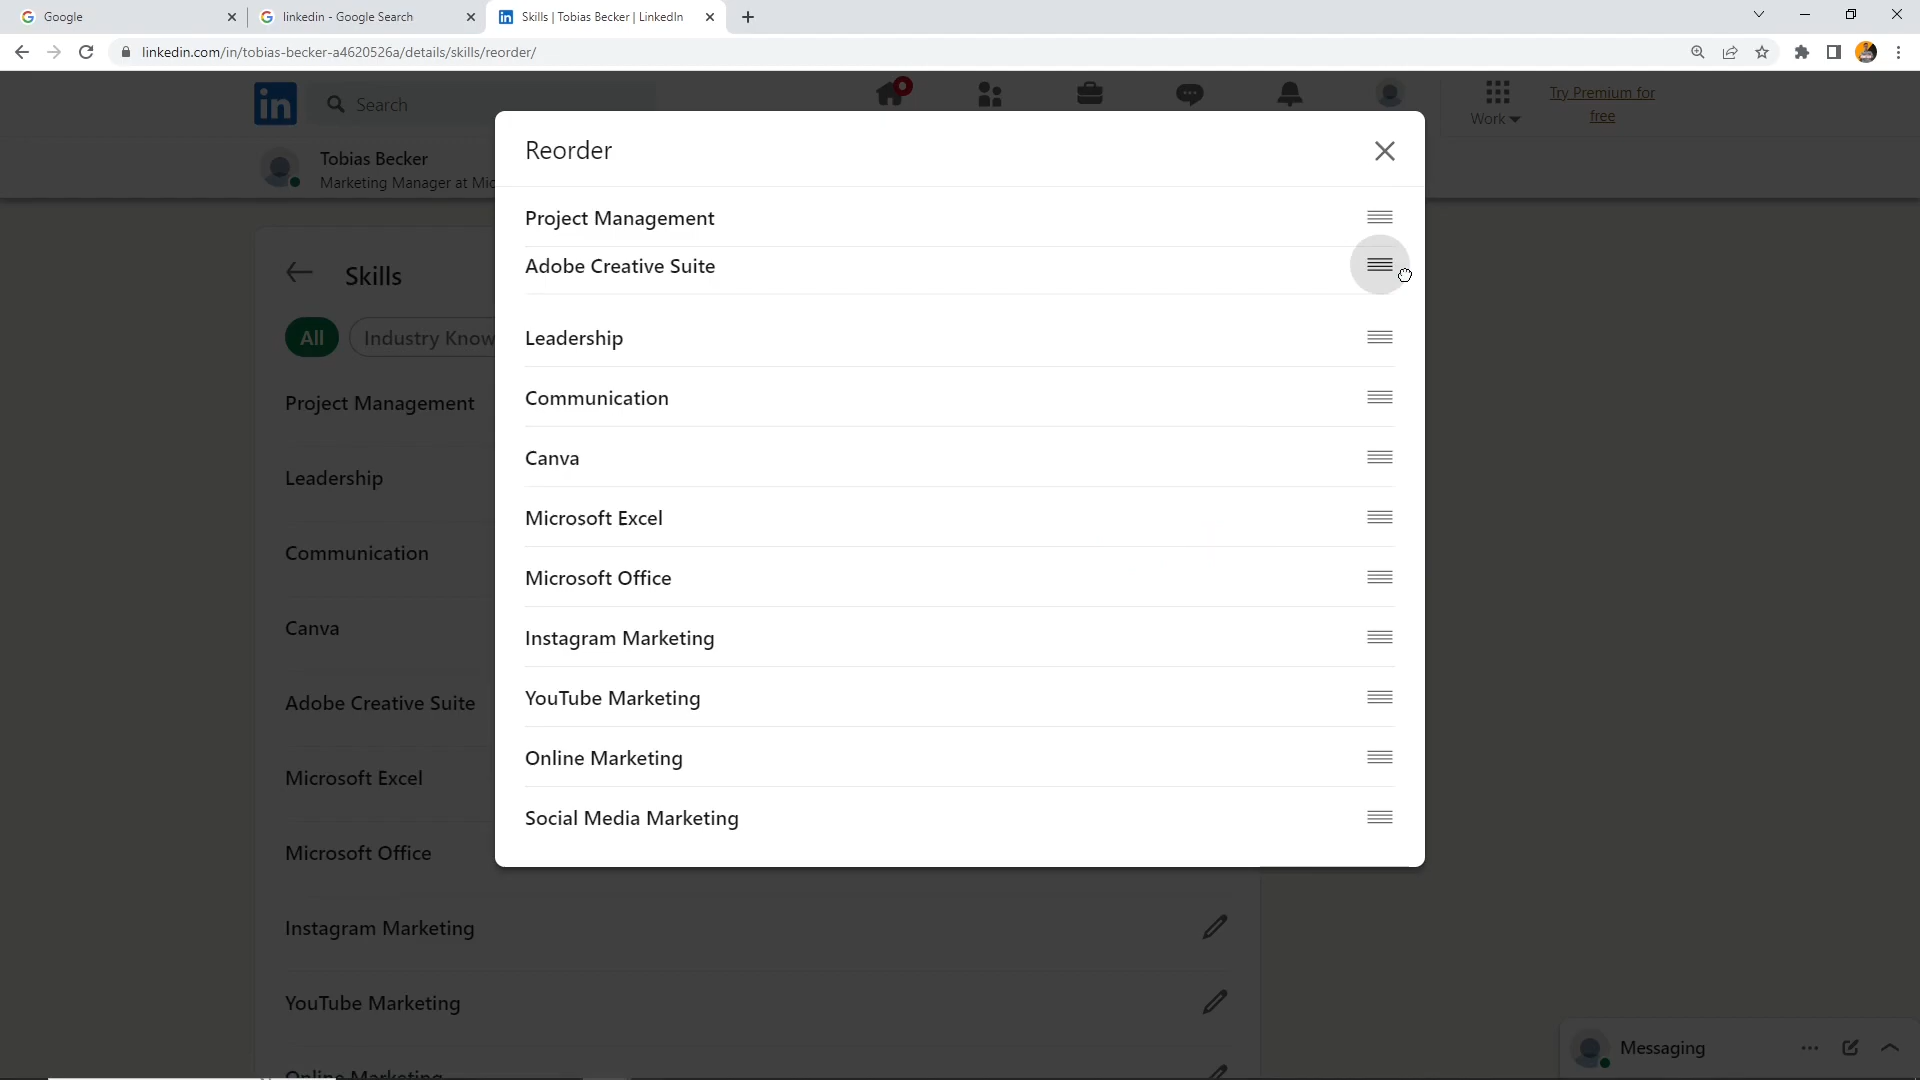 Google
linkedin - Google Search
Skills | Tobias Becker | LinkedIn
linkedin.com/in/tobias-becker-a4620526a/details/skills/reorder/
in
Search
Work
Try Premium for
free
Tobias Becker
Marketing Manager at Mic
Reorder
Project Management
Adobe Creative Suite
Leadership
Communication
Canva
Microsoft Excel
Microsoft Office
Instagram Marketing
YouTube Marketing
Online Marketing
Social Media Marketing
Skills
All
Industry Know
Project Management
Leadership
Communication
Canva
Adobe Creative Suite
Microsoft Excel
Microsoft Office
Instagram Marketing
YouTube Marketing
Online Marketing
Messaging